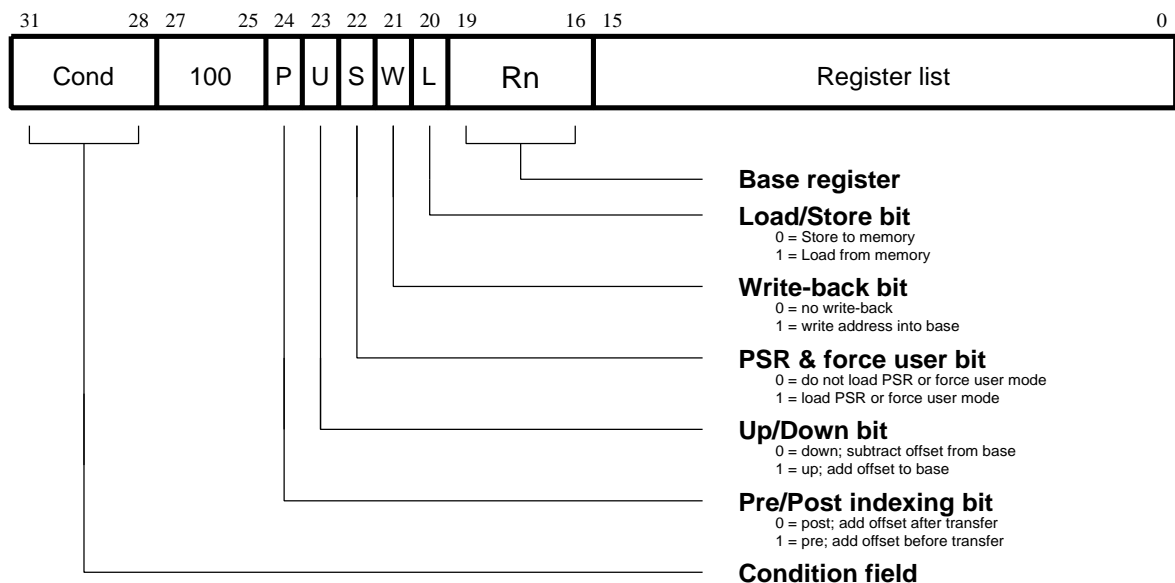 31 28 27 25 24 23 22 21 20 19 16 15 0
Cond 100 P U S W L Rn Register list
Base register
Load/Store bit
0 = Store to memory
1 = Load from memory
Write-back bit
0 = no write-back
1 = write address into base
PSR & force user bit
0 = do not load PSR or force user mode
1 = load PSR or force user mode
Up/Down bit
0 = down; subtract offset from base
1 = up; add offset to base
Pre/Post indexing bit
0 = post; add offset after transfer
1 = pre; add offset before transfer
Condition field